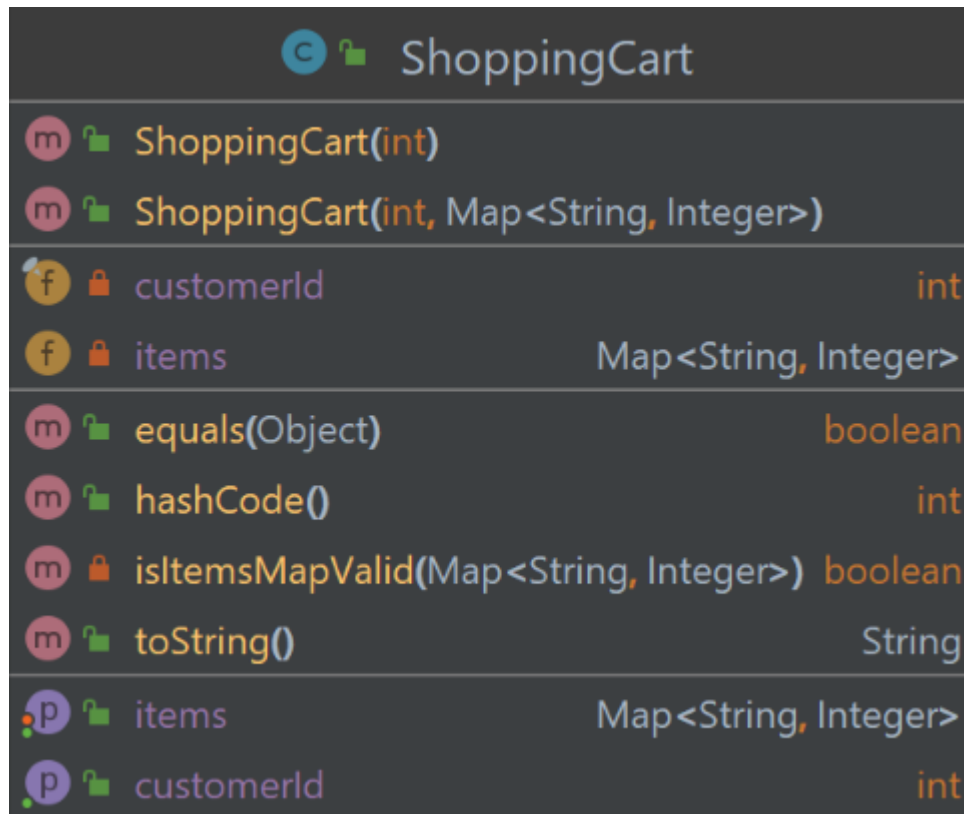 C ShoppingCart
m ShoppingCart(int)
m ShoppingCart(int, Map<String, Integer>)
f customerId int
f items Map<String, Integer>
m equals(Object) boolean
m hashCode() int
m isItemsMapValid(Map<String, Integer>) boolean
m toString() String
p items Map<String, Integer>
p customerId int